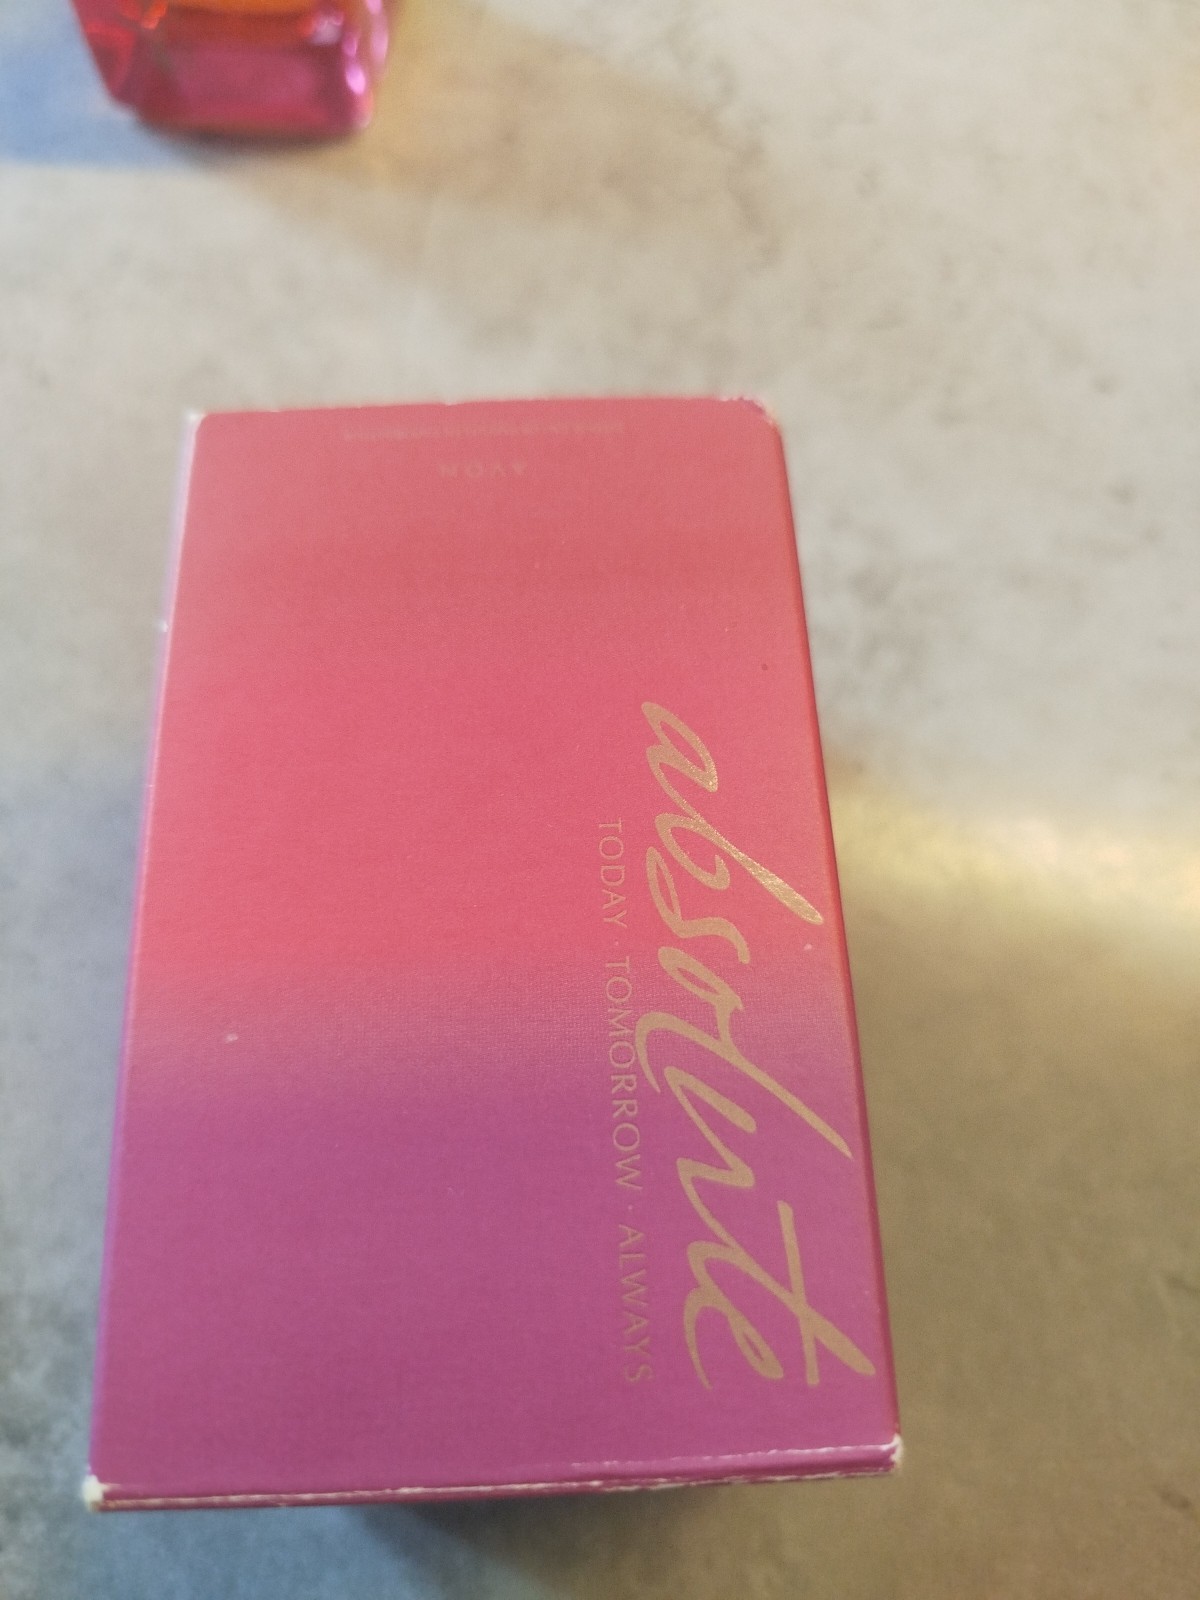 absolute
TODAY · TOMORROW · ALWAYS
AVON